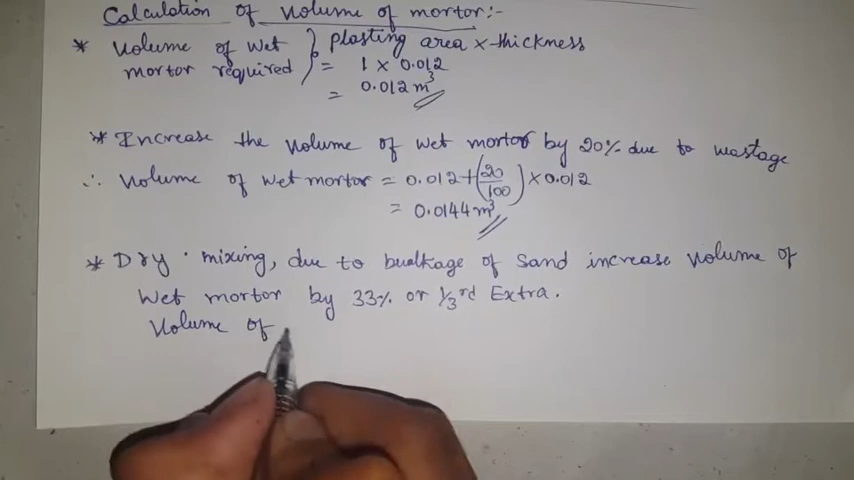 Calculation of Volume of mortor:-
* Volume of Wet } plasting area x thickness
mortor required } = 1 x 0.012
= 0.012 m³
* Increase the volume of wet mortor by 20% due to wastage
∴ Volume of wet mortor = 0.012 + (20/100) x 0.012
= 0.0144 m³
* Dry mixing, due to bualkage of Sand increase volume of
Wet mortor by 33% or 1/3 rd Extra.
Volume of